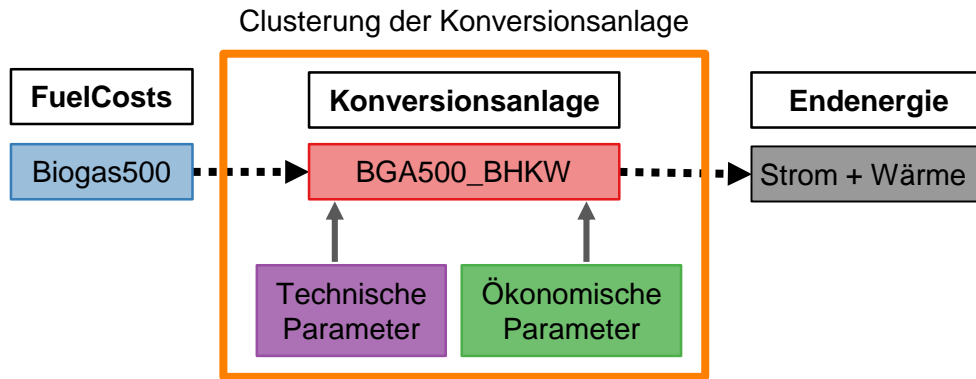 Clusterung der Konversionsanlage
FuelCosts
Konversionsanlage
Endenergie
Biogas500
BGA500_BHKW
Strom + Wärme
Technische
Parameter
Ökonomische
Parameter